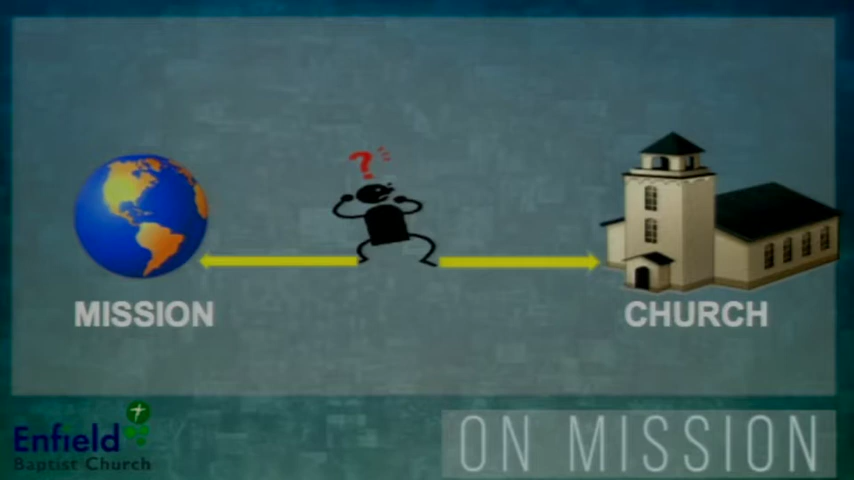 ?
MISSION
CHURCH
Enfield
Baptist Church
ON MISSION